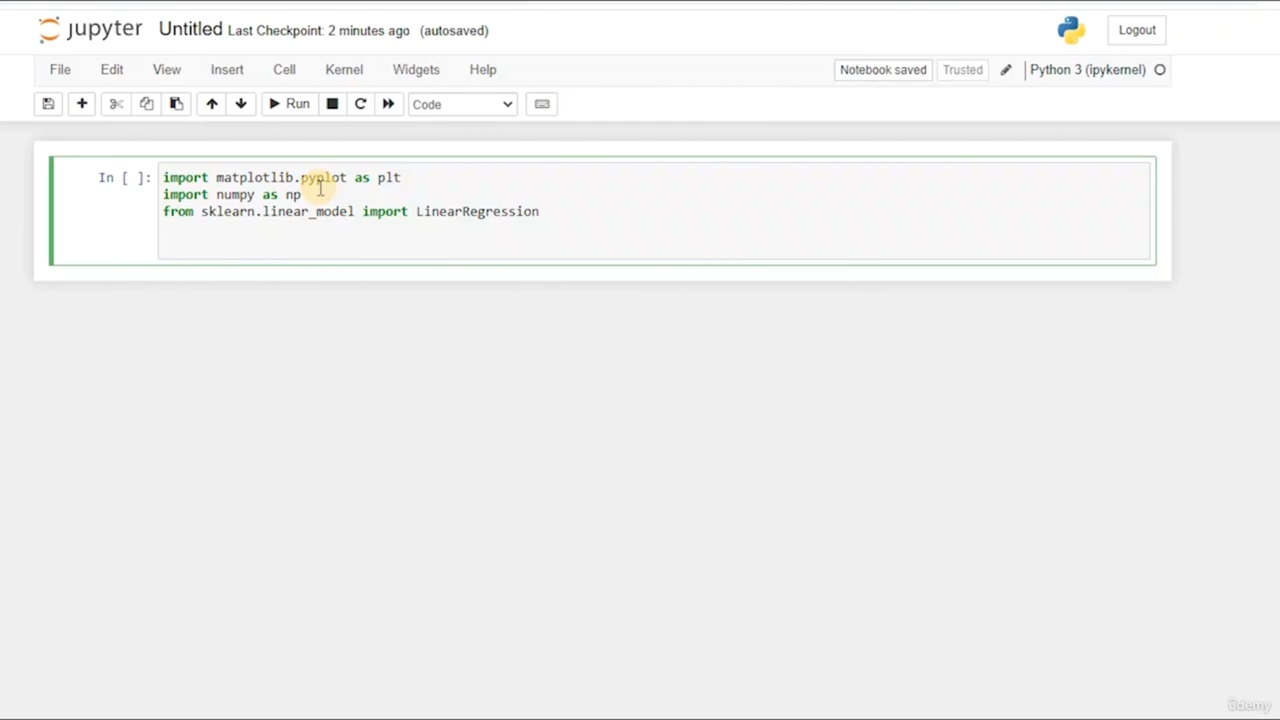 jupyter Untitled Last Checkpoint: 2 minutes ago (autosaved) Logout
File Edit View Insert Cell Kernel Widgets Help Notebook saved Trusted Python 3 (ipykernel)
Run Code
In [ ]: import matplotlib.pyplot as plt
import numpy as np
from sklearn.linear_model import LinearRegression
ûdemy